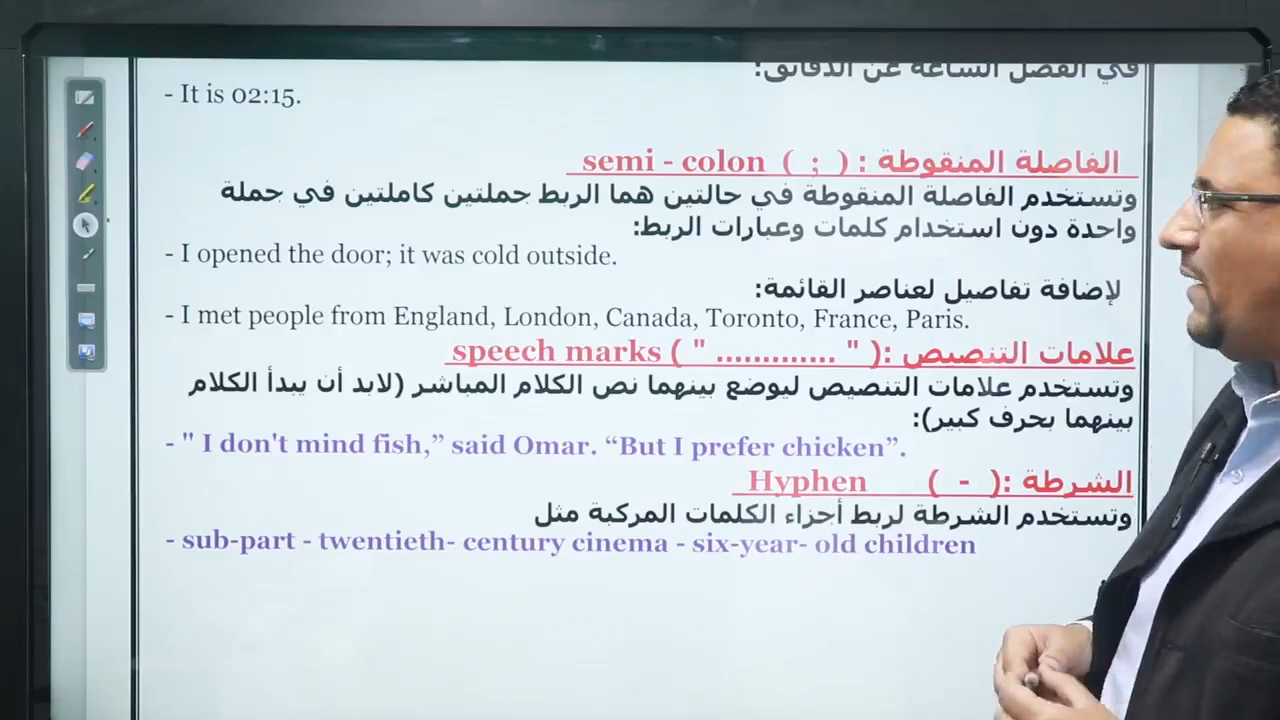 في الفصل الساعة عن الدقائق:
- It is 02:15.
الفاصلة المنقوطة : ( ; ) semi - colon
وتستخدم الفاصلة المنقوطة في حالتين هما الربط جملتين كاملتين في جملة
واحدة دون استخدام كلمات وعبارات الربط:
- I opened the door; it was cold outside.
لإضافة تفاصيل لعناصر القائمة:
- I met people from England, London, Canada, Toronto, France, Paris.
علامات التنصيص :( " ............. " ) speech marks
وتستخدم علامات التنصيص ليوضع بينهما نص الكلام المباشر (لابد أن يبدأ الكلام
بينهما بحرف كبير):
- " I don't mind fish,” said Omar. “But I prefer chicken”.
الشرطة :( - ) Hyphen
وتستخدم الشرطة لربط أجزاء الكلمات المركبة مثل
- sub-part - twentieth- century cinema - six-year- old children